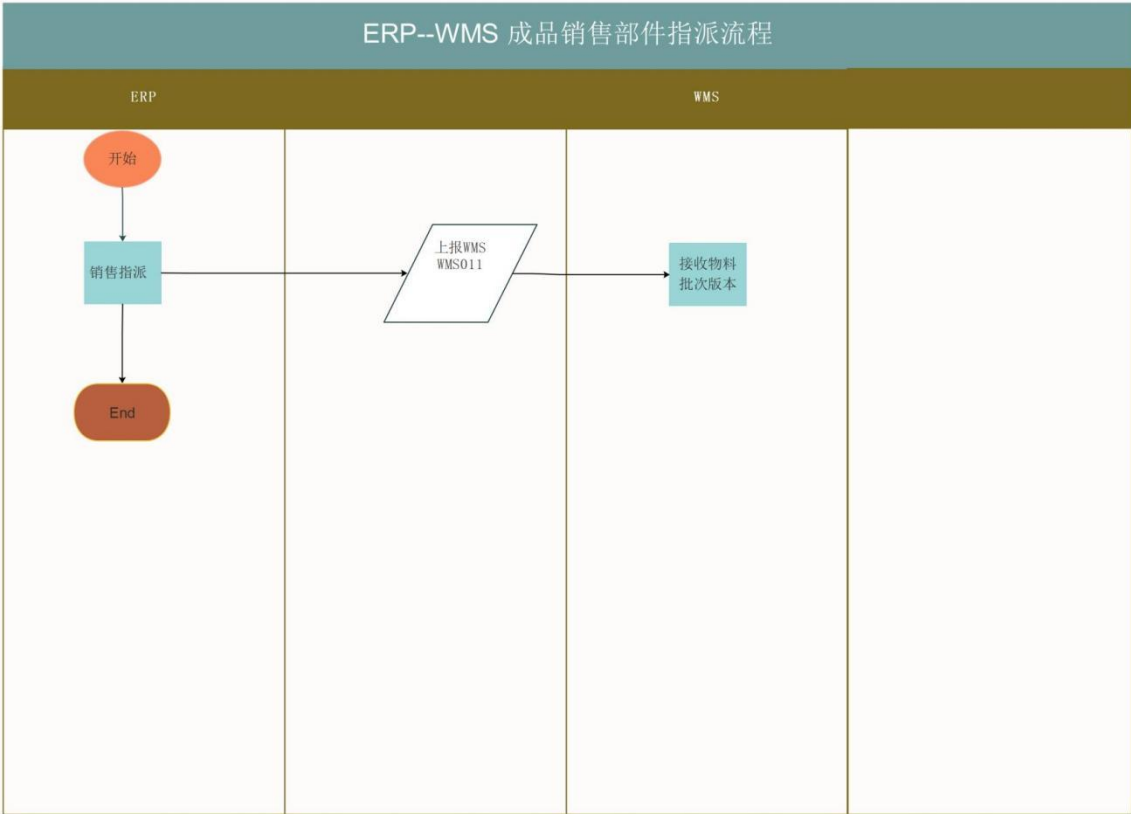 ERP--WMS 成品销售部件指派流程
ERP
WMS
开始
销售指派
上报WMS
WMS011
接收物料
批次版本
End